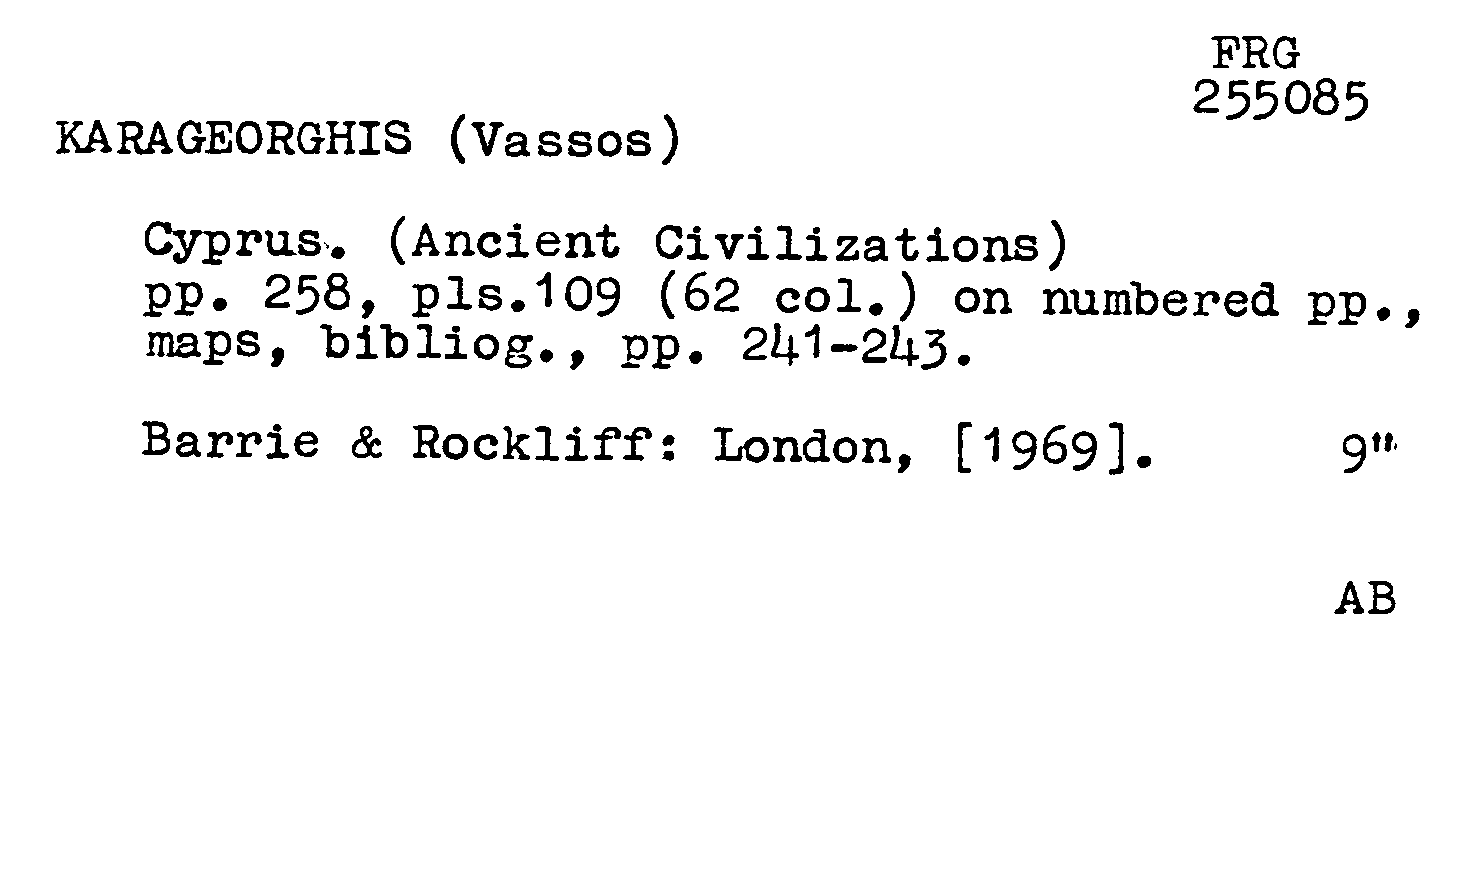 FRG
255085
KARAGEORGHIS (Vassos)
Cyprus. (Ancient Civilizations)
pp. 258, pls.109 (62 col.) on numbered pp.,
maps, bibliog., pp. 241-243.
Barrie & Rockliff: London, [1969]. 9"
AB